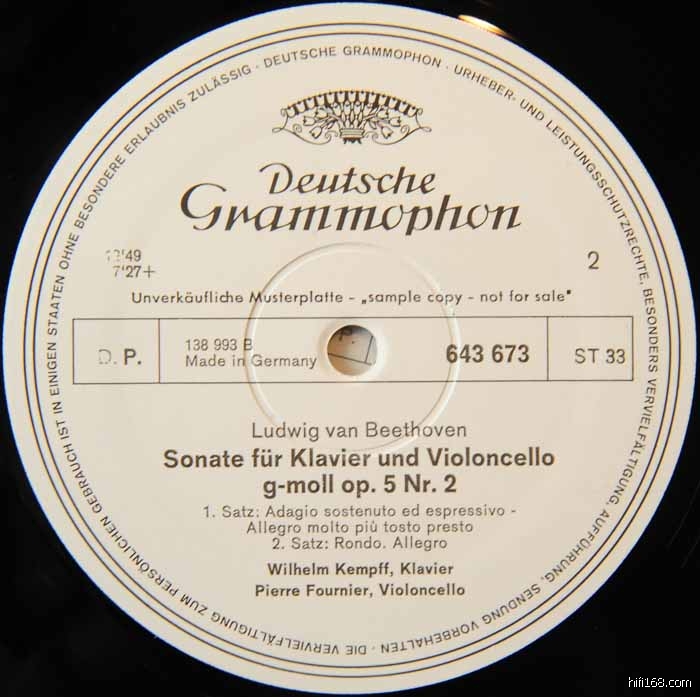 DIE VERVIELFÄLTIGUNG ZUM PERSÖNLICHEN GEBRAUCH IST IN EINIGEN STAATEN OHNE BESONDERE ERLAUBNIS ZULÄSSIG · DEUTSCHE GRAMMOPHON · URHEBER- UND LEISTUNGSSCHUTZRECHTE, BESONDERS VERVIELFÄLTIGUNG, AUFFÜHRUNG, SENDUNG VORBEHALTEN ·
Deutsche
Grammophon
'49
7'27+
2
Unverkäufliche Musterplatte - „sample copy - not for sale"
D. P.
138 993 B
Made in Germany
P.
643 673
ST 33
Ludwig van Beethoven
Sonate für Klavier und Violoncello
g-moll op. 5 Nr. 2
1. Satz: Adagio sostenuto ed espressivo -
Allegro molto più tosto presto
2. Satz: Rondo. Allegro
Wilhelm Kempff, Klavier
Pierre Fournier, Violoncello
hifi168.com